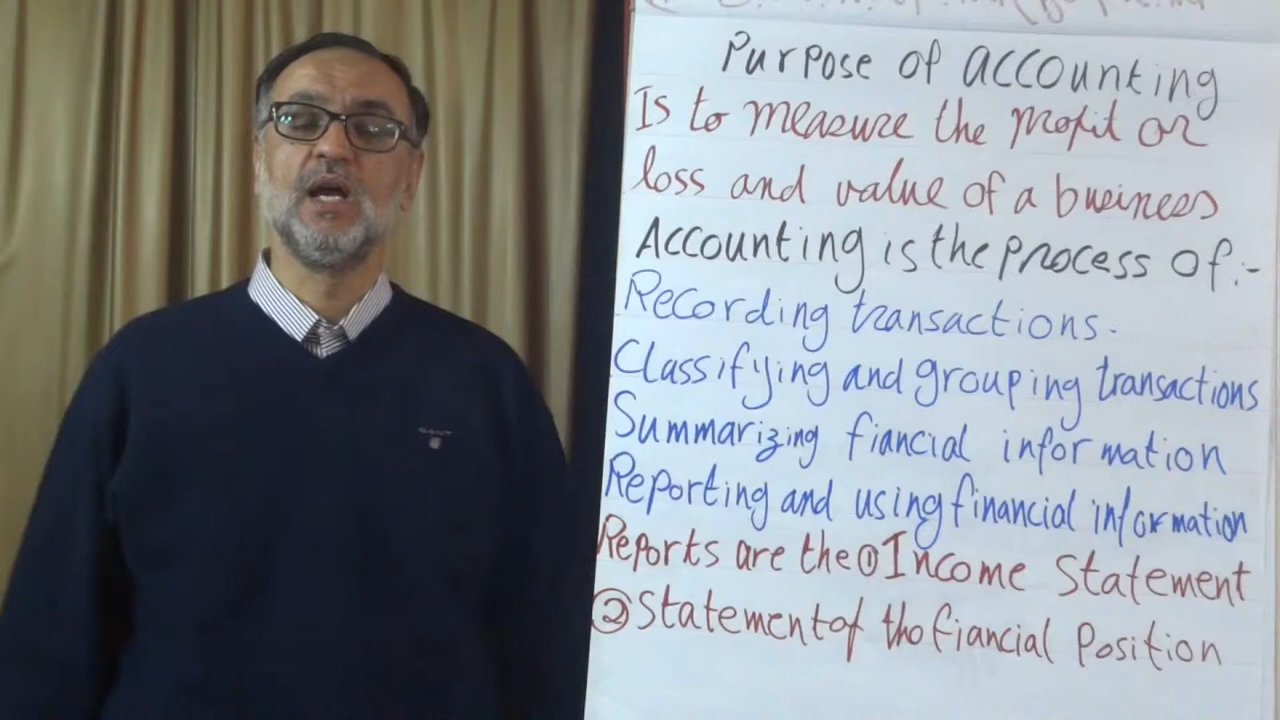 Purpose of accounting
Is to measure the profit or
loss and value of a business
Accounting is the process of:-
Recording transactions.
Classifying and grouping transactions
Summarizing fiancial information
Reporting and using financial information
Reports are the ① Income Statement
② Statement of the fiancial Position
GANT